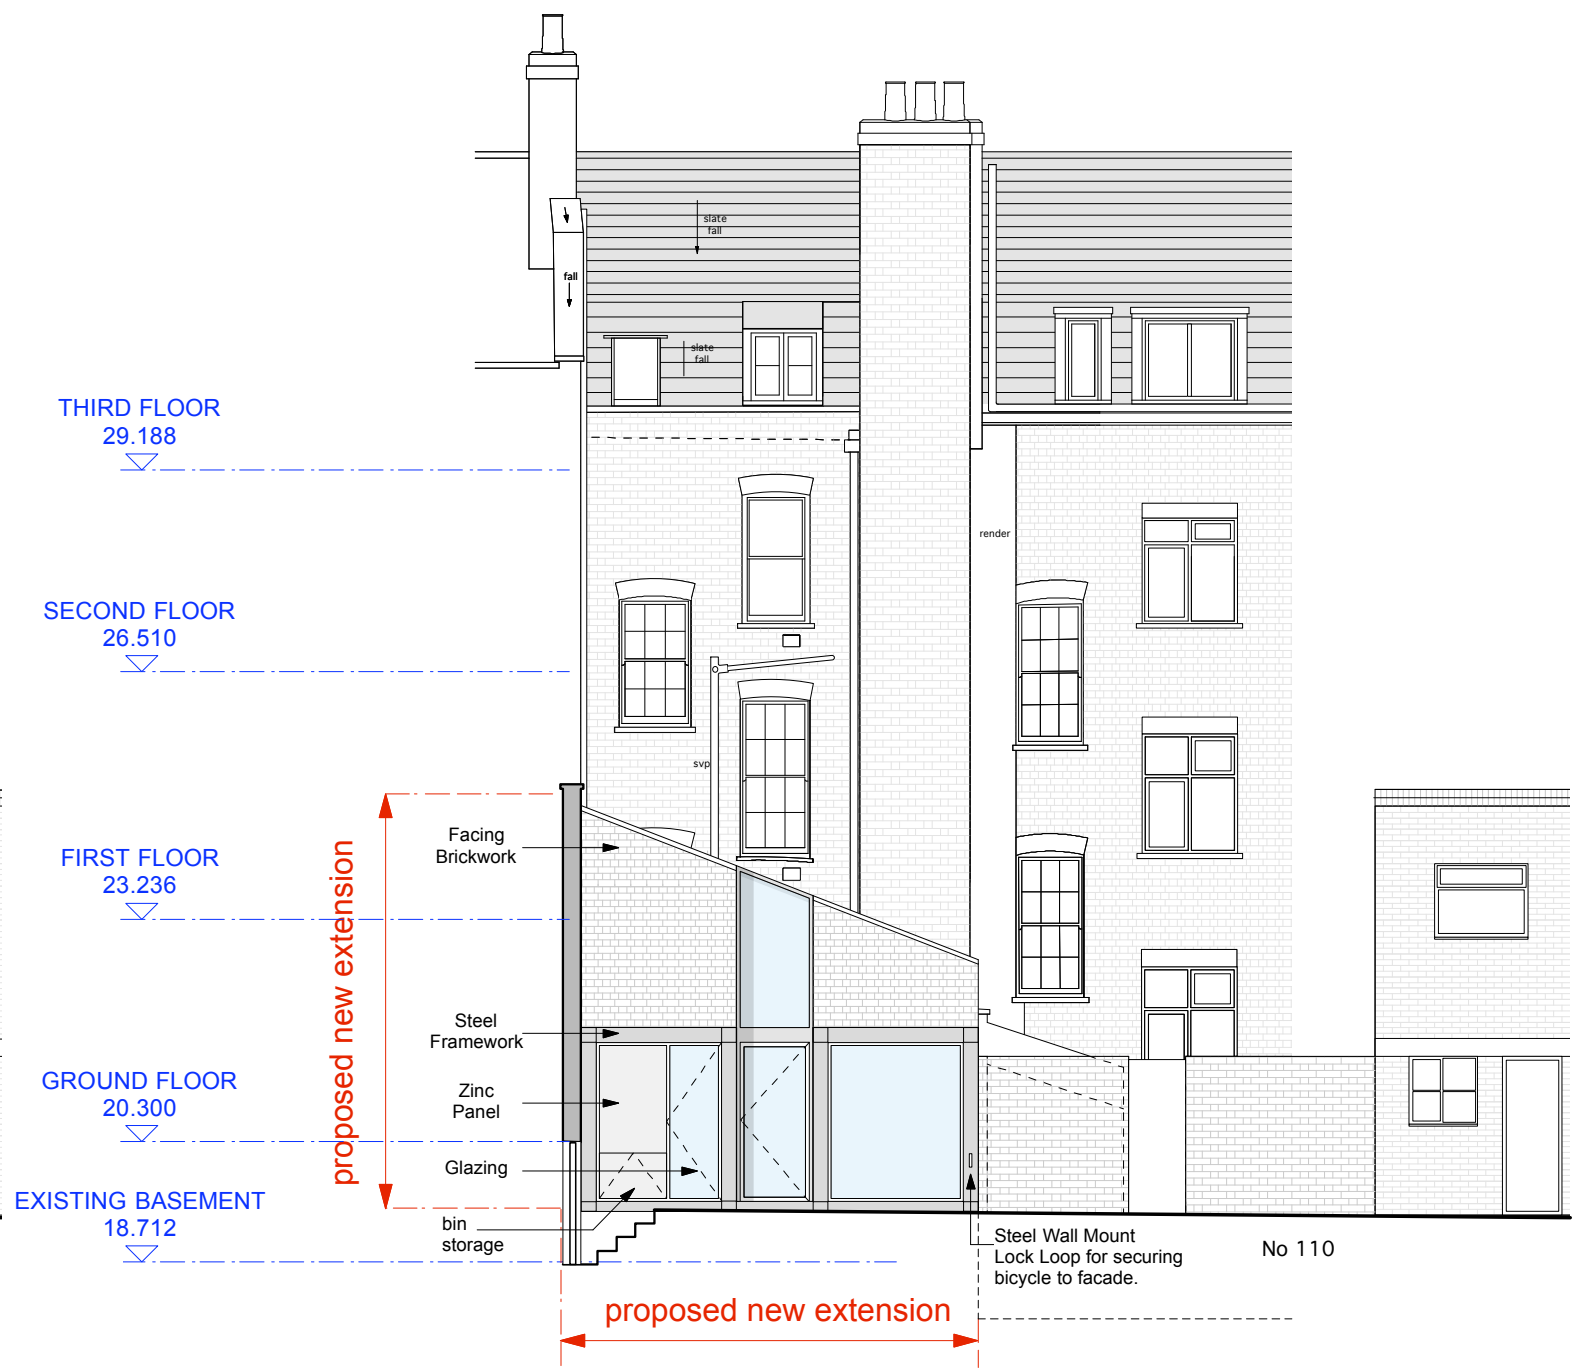 slate
fall
fall
slate
fall
THIRD FLOOR
29.188
render
SECOND FLOOR
26.510
svp
Facing
Brickwork
FIRST FLOOR
23.236
proposed new extension
Steel
Framework
GROUND FLOOR
20.300
Zinc
Panel
Glazing
EXISTING BASEMENT
18.712
bin
storage
Steel Wall Mount
Lock Loop for securing
bicycle to facade.
No 110
proposed new extension